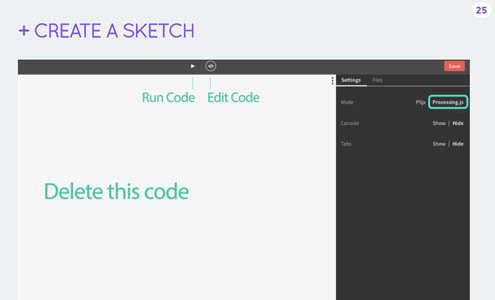 25
+ CREATE A SKETCH
</>
Save
Settings Files
Run Code Edit Code
Mode P5js Processing.js
Console Show | Hide
Tabs Show | Hide
Delete this code